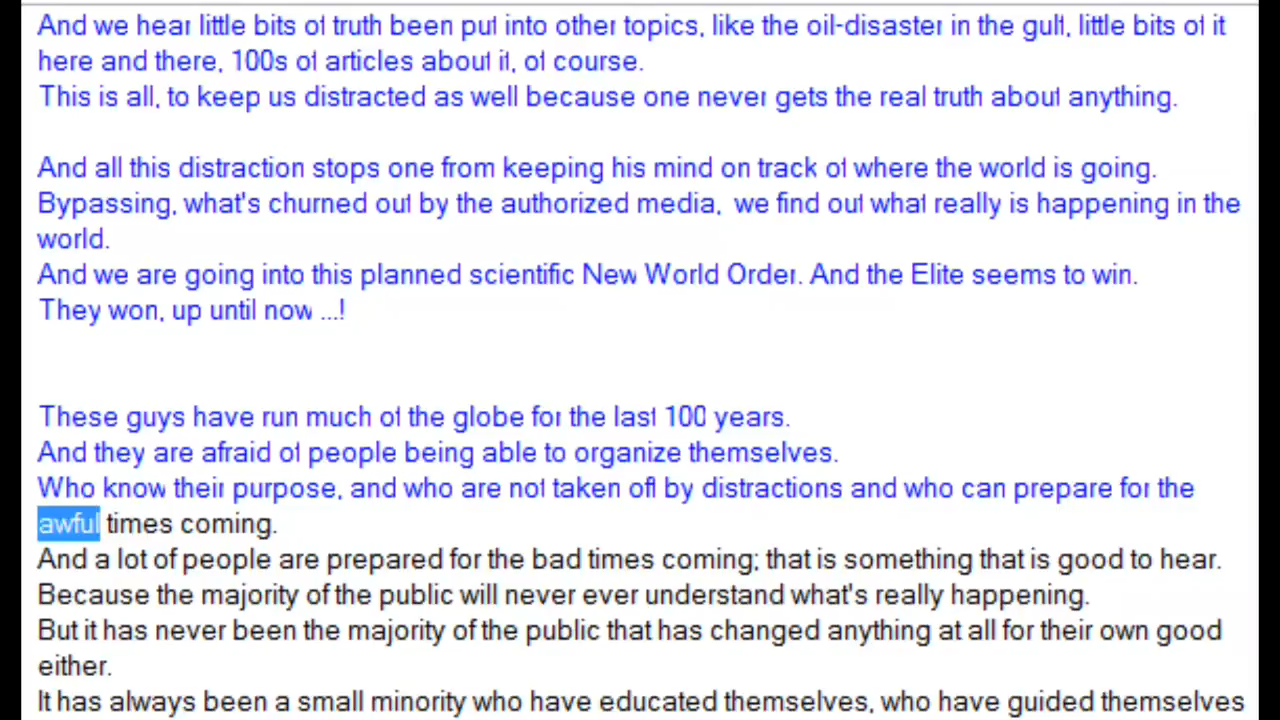 And we hear little bits of truth been put into other topics, like the oil-disaster in the gulf, little bits of it
here and there, 100s of articles about it, of course.
This is all, to keep us distracted as well because one never gets the real truth about anything.
And all this distraction stops one from keeping his mind on track of where the world is going.
Bypassing, what's churned out by the authorized media, we find out what really is happening in the
world.
And we are going into this planned scientific New World Order. And the Elite seems to win.
They won, up until now ...!
These guys have run much of the globe for the last 100 years.
And they are afraid of people being able to organize themselves.
Who know their purpose, and who are not taken off by distractions and who can prepare for the
awful times coming.
And a lot of people are prepared for the bad times coming; that is something that is good to hear.
Because the majority of the public will never ever understand what's really happening.
But it has never been the majority of the public that has changed anything at all for their own good
either.
It has always been a small minority who have educated themselves, who have guided themselves